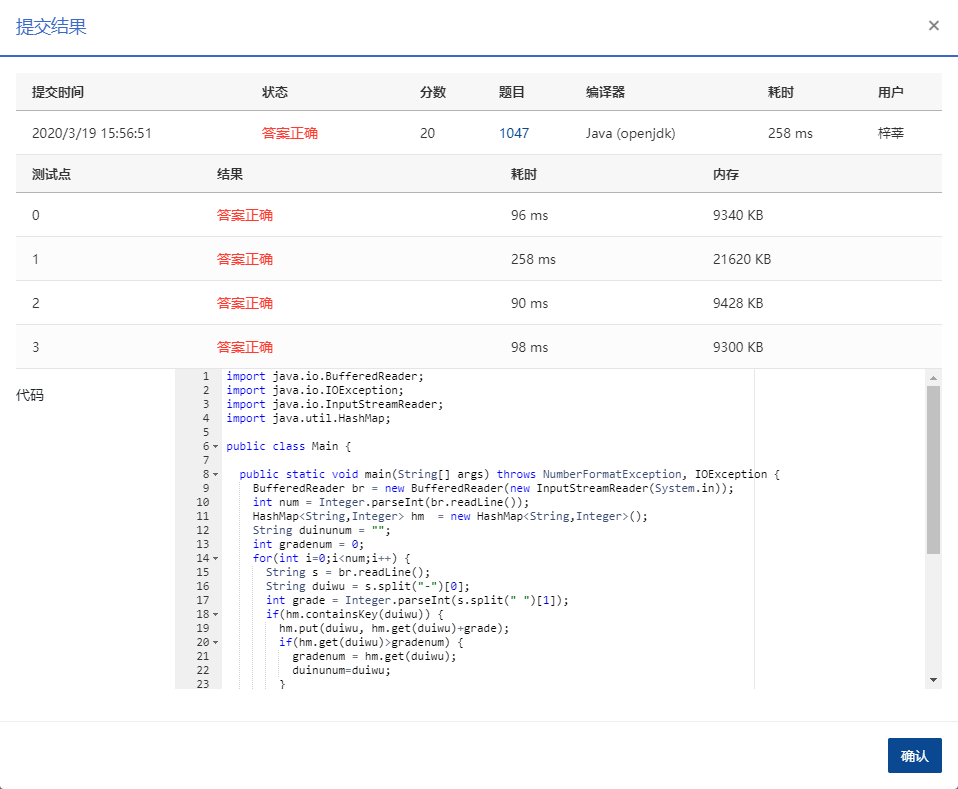 提交结果 ×
提交时间 状态 分数 题目 编译器 耗时 用户
2020/3/19 15:56:51 答案正确 20 1047 Java (openjdk) 258 ms 梓莘
测试点 结果 耗时 内存
0 答案正确 96 ms 9340 KB
1 答案正确 258 ms 21620 KB
2 答案正确 90 ms 9428 KB
3 答案正确 98 ms 9300 KB
代码
1 import java.io.BufferedReader;
2 import java.io.IOException;
3 import java.io.InputStreamReader;
4 import java.util.HashMap;
5
6 public class Main {
7
8 public static void main(String[] args) throws NumberFormatException, IOException {
9 BufferedReader br = new BufferedReader(new InputStreamReader(System.in));
10 int num = Integer.parseInt(br.readLine());
11 HashMap<String,Integer> hm  = new HashMap<String,Integer>();
12 String duinunum = "";
13 int gradenum = 0;
14 for(int i=0;i<num;i++) {
15 String s = br.readLine();
16 String duiwu = s.split("-")[0];
17 int grade = Integer.parseInt(s.split(" ")[1]);
18 if(hm.containsKey(duiwu)) {
19 hm.put(duiwu, hm.get(duiwu)+grade);
20 if(hm.get(duiwu)>gradenum) {
21 gradenum = hm.get(duiwu);
22 duinunum=duiwu;
23 }
确认